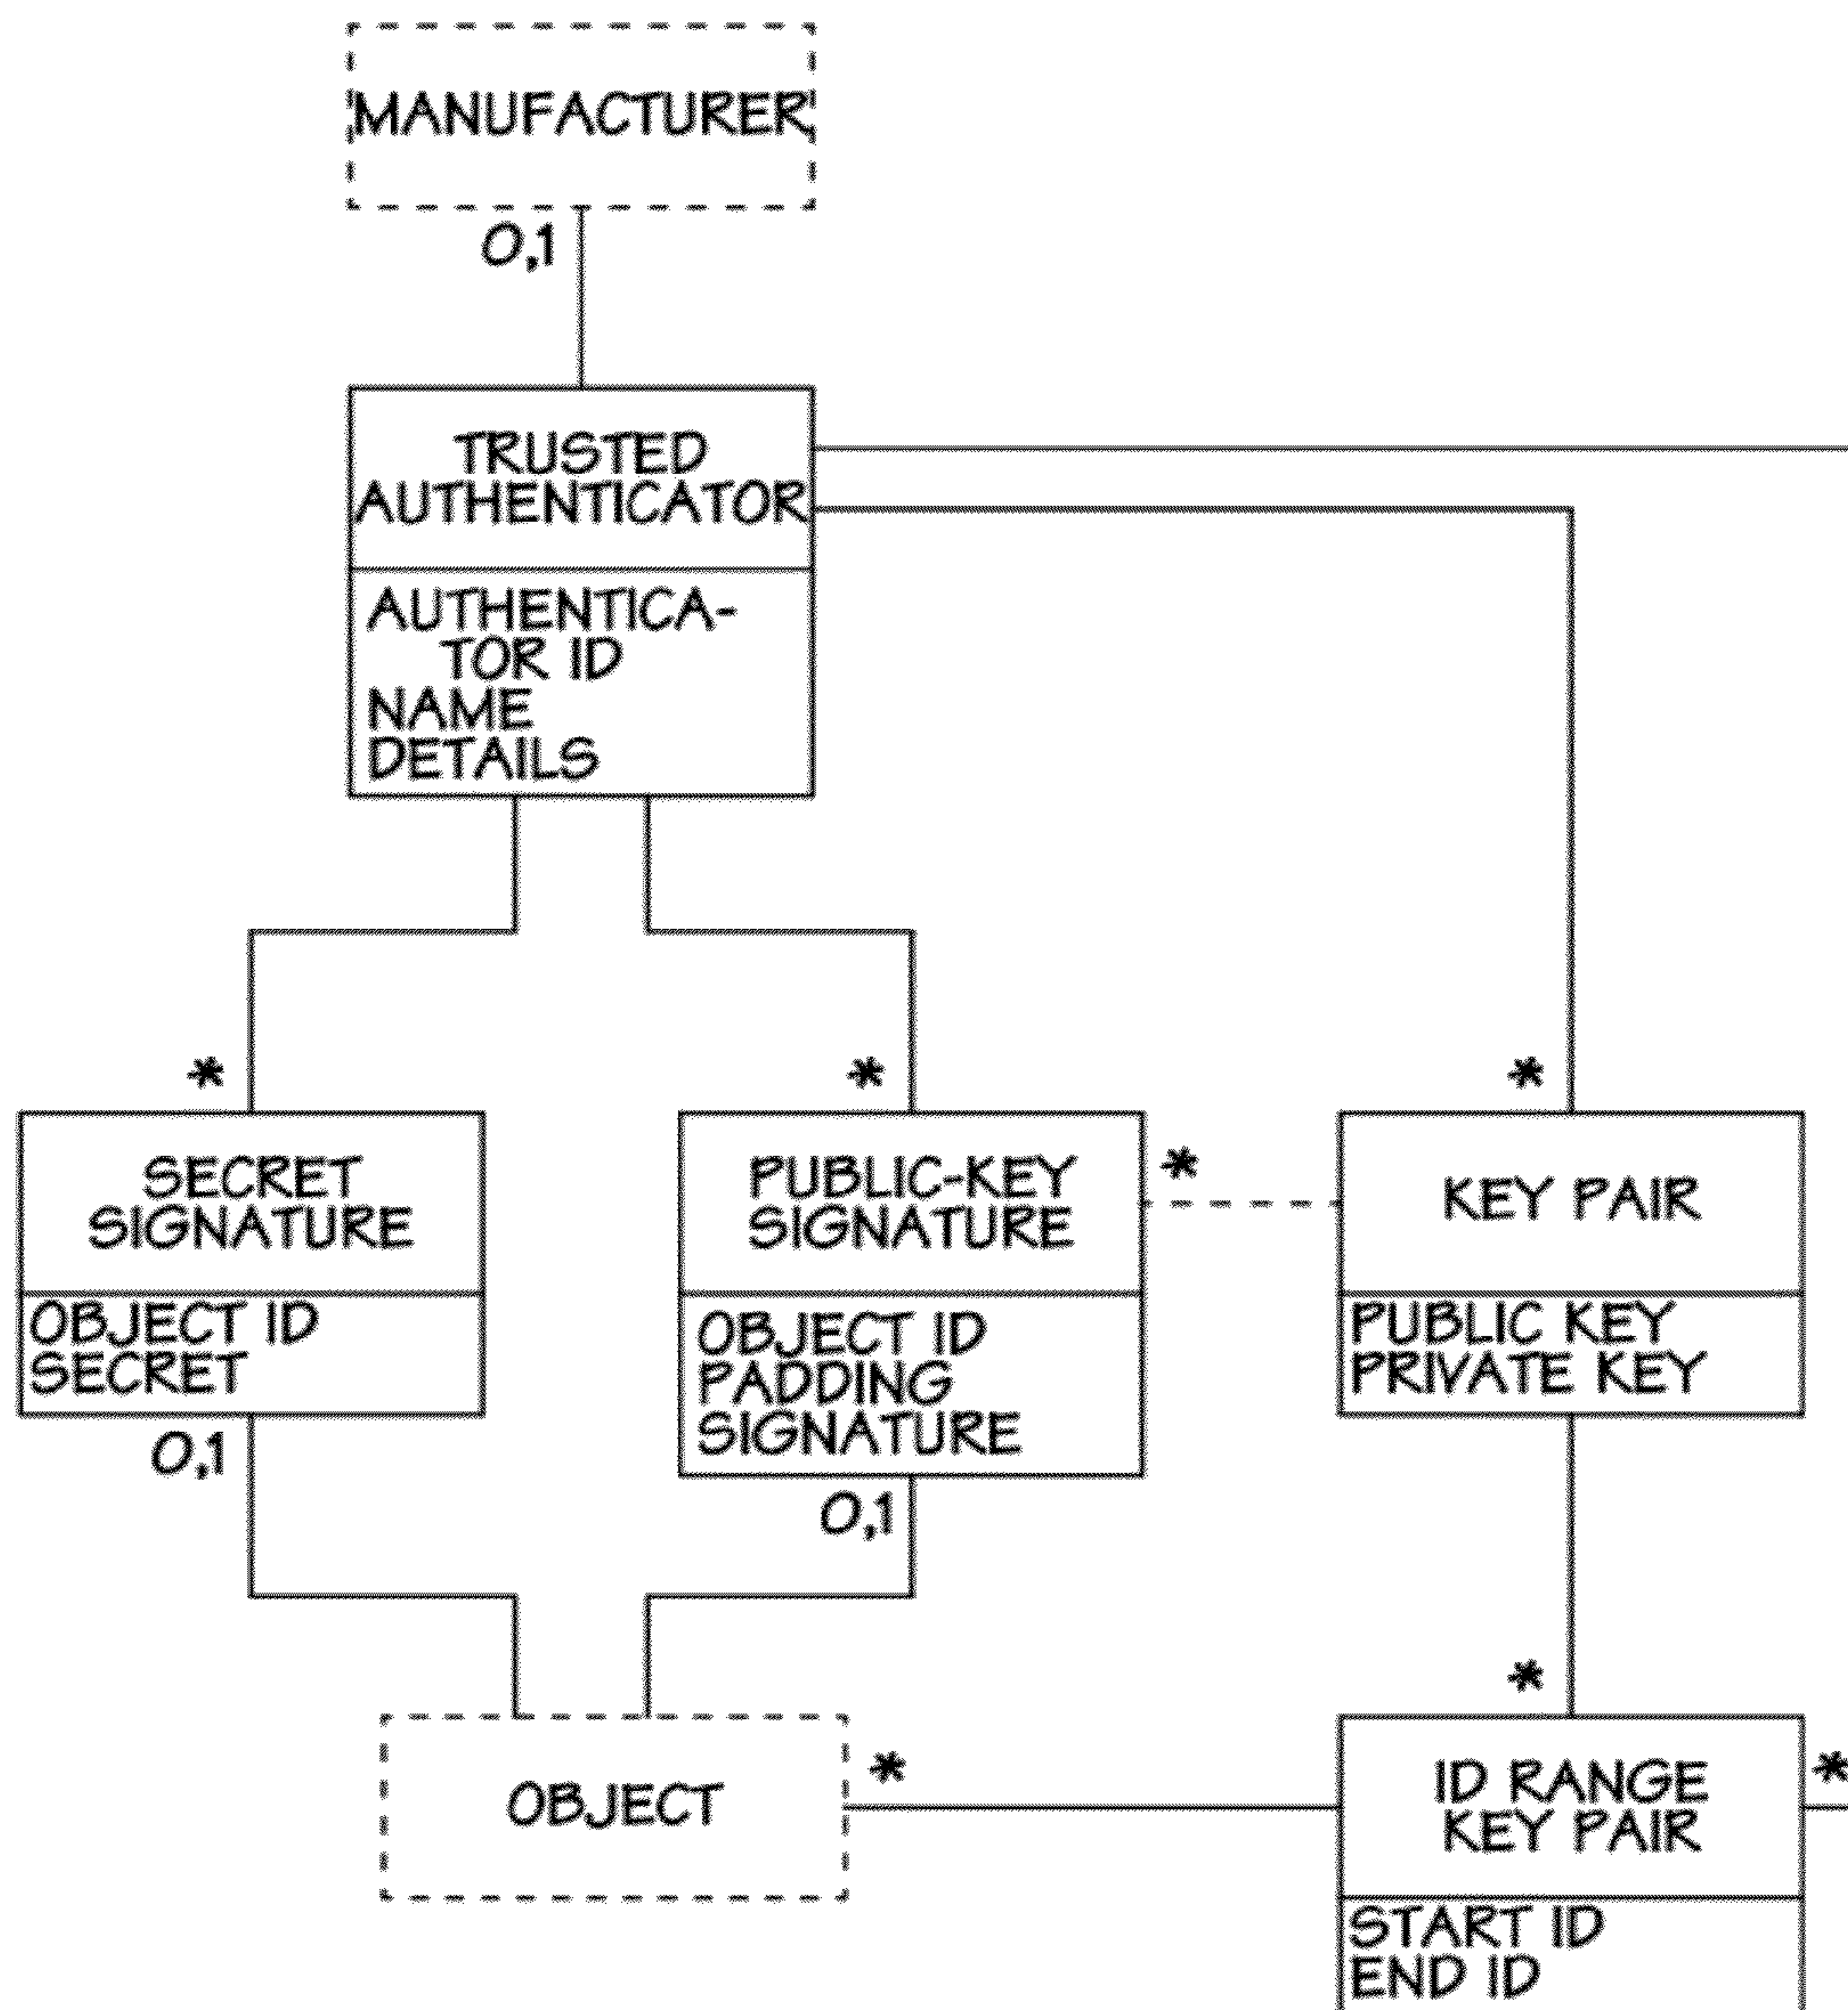 MANUFACTURER
0,1
TRUSTED
AUTHENTICATOR
AUTHENTICA-
TOR ID
NAME
DETAILS
*
*
*
SECRET
SIGNATURE
OBJECT ID
SECRET
0,1
PUBLIC-KEY
SIGNATURE
*
OBJECT ID
PADDING
SIGNATURE
0,1
KEY PAIR
PUBLIC KEY
PRIVATE KEY
*
OBJECT
*
ID RANGE
KEY PAIR
*
START ID
END ID